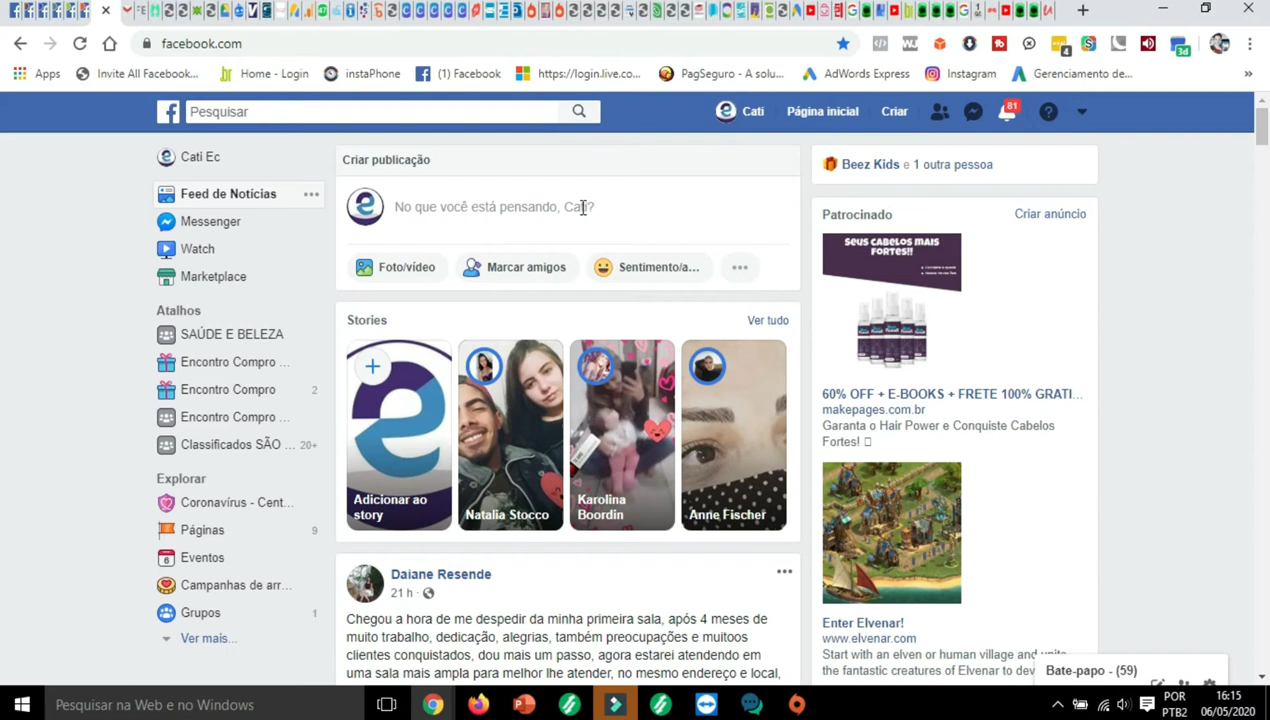 facebook.com
4
3d
Apps
Invite All Facebook...
Home - Login
instaPhone
(1) Facebook
https://login.live.co...
PagSeguro - A solu...
AdWords Express
Instagram
Gerenciamento de...
»
Pesquisar
Cati
Página inicial
Criar
81
Cati Ec
Feed de Notícias
Messenger
Watch
Marketplace
Atalhos
SAÚDE E BELEZA
Encontro Compro ...
Encontro Compro ... 2
Encontro Compro ...
Classificados SÃO ... 20+
Explorar
Coronavírus - Cent...
Páginas 9
Eventos
Campanhas de arr...
Grupos 1
Ver mais...
Criar publicação
No que você está pensando, Cati?
Foto/vídeo
Marcar amigos
Sentimento/a...
Stories
Ver tudo
Adicionar ao
story
Natalia Stocco
Karolina
Boordin
Anne Fischer
Daiane Resende
21 h
Chegou a hora de me despedir da minha primeira sala, após 4 meses de
muito trabalho, dedicação, alegrias, também preocupações e muitoos
clientes conquistados, dou mais um passo, agora estarei atendendo em
uma sala mais ampla para melhor lhe atender, no mesmo endereço e local,
Beez Kids e 1 outra pessoa
Patrocinado
Criar anúncio
SEUS CABELOS MAIS
FORTES!!
60% OFF + E-BOOKS + FRETE 100% GRATI...
makepages.com.br
Garanta o Hair Power e Conquiste Cabelos
Fortes!
Enter Elvenar!
www.elvenar.com
Start with an elven or human village and unite
the fantastic creatures of Elvenar to dev
Bate-papo - (59)
Pesquisar na Web e no Windows
POR
PTB2
16:15
06/05/2020